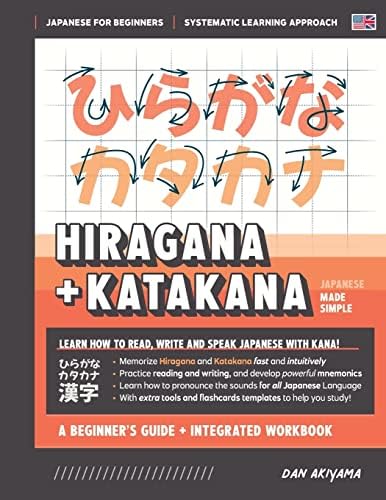 JAPANESE FOR BEGINNERS | SYSTEMATIC LEARNING APPROACH
ひらがな
カタカナ
HIRAGANA
+ KATAKANA
JAPANESE
MADE
SIMPLE
LEARN HOW TO READ, WRITE AND SPEAK JAPANESE WITH KANA!
ひらがな
カタカナ
漢字
• Memorize Hiragana and Katakana fast and intuitively
• Practice reading and writing, and develop powerful mnemonics
• Learn how to pronounce the sounds for all Japanese Language
• With extra tools and flashcards templates to help you study!
A BEGINNER'S GUIDE + INTEGRATED WORKBOOK
DAN AKIYAMA